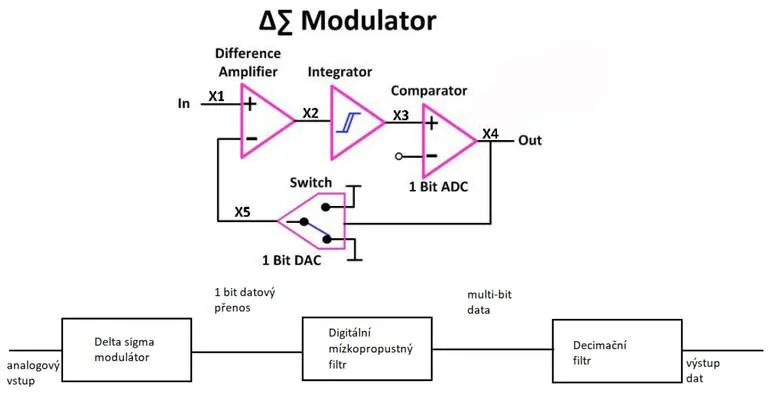 Δ∑ Modulator
Difference
Amplifier
Integrator
Comparator
In
X1
+
−
X2
X3
+
−
X4
Out
1 Bit ADC
Switch
X5
1 Bit DAC
1 bit datový
přenos
multi-bit
data
analogový
vstup
Delta sigma
modulátor
Digitální
mízkopropustný
filtr
Decimační
filtr
výstup
dat